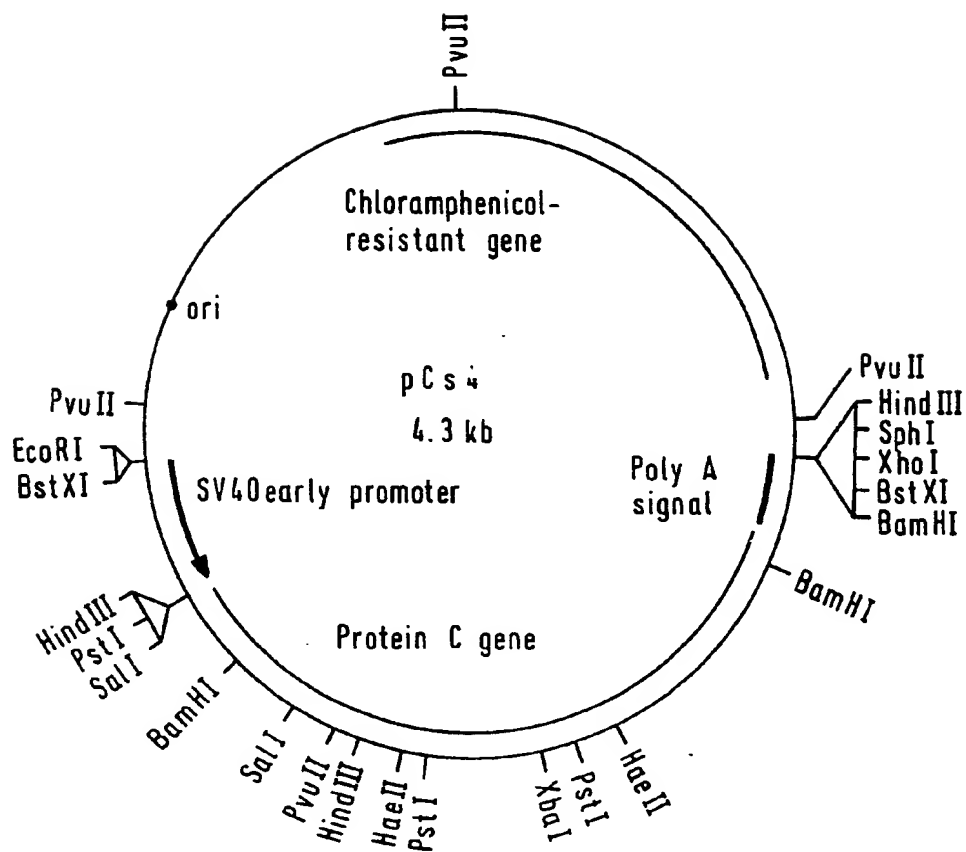 PvuII
Chloramphenicol-
resistant gene
ori
pCs4
4.3 kb
PvuII
EcoRI
BstXI
SV40early promoter
Poly A
signal
PvuII
HindIII
SphI
XhoI
BstXI
BamHI
BamHI
HindIII
PstI
SalI
Protein C gene
BamHI
SalI
PvuII
HindIII
HaeII
PstI
XbaI
PstI
HaeII